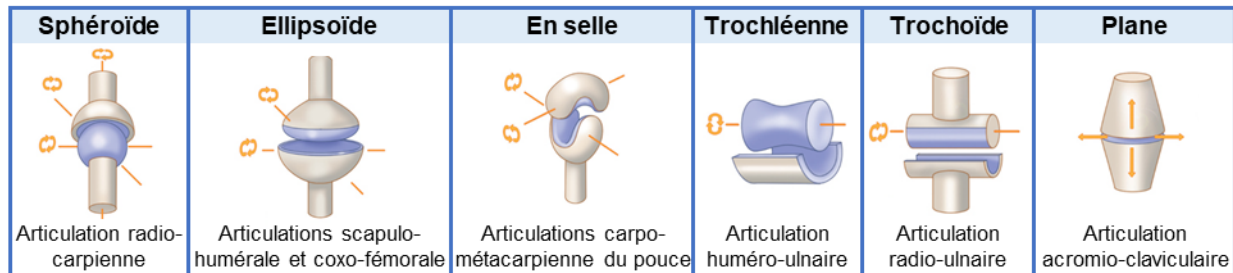 Sphéroïde
Ellipsoïde
En selle
Trochléenne
Trochoïde
Plane
Articulation radio-
carpienne
Articulations scapulo-
humérale et coxo-fémorale
Articulations carpo-
métacarpienne du pouce
Articulation
huméro-ulnaire
Articulation
radio-ulnaire
Articulation
acromio-claviculaire